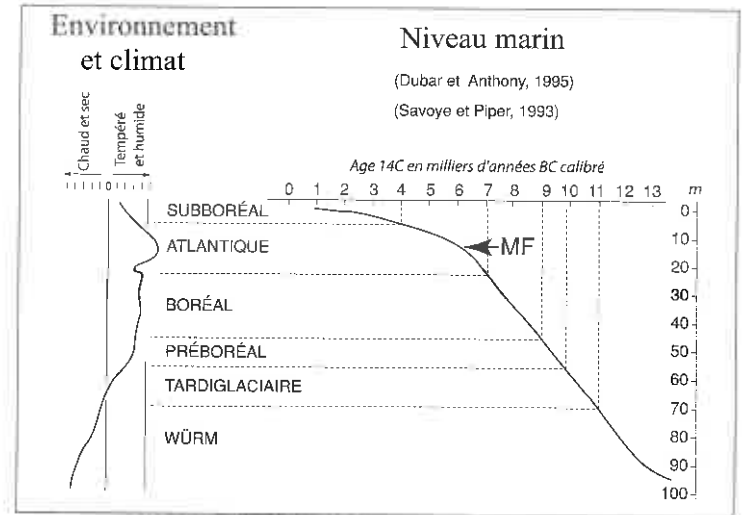 Environnement
et climat
Niveau marin
(Dubar et Anthony, 1995)
(Savoye et Piper, 1993)
Chaud et sec
Tempéré
et humide
0
Age 14C en milliers d'années BC calibré
0 1 2 3 4 5 6 7 8 9 10 11 12 13 m
SUBBORÉAL
ATLANTIQUE
BORÉAL
PRÉBORÉAL
TARDIGLACIAIRE
WÜRM
MF
0
10
20
30
40
50
60
70
80
90
100